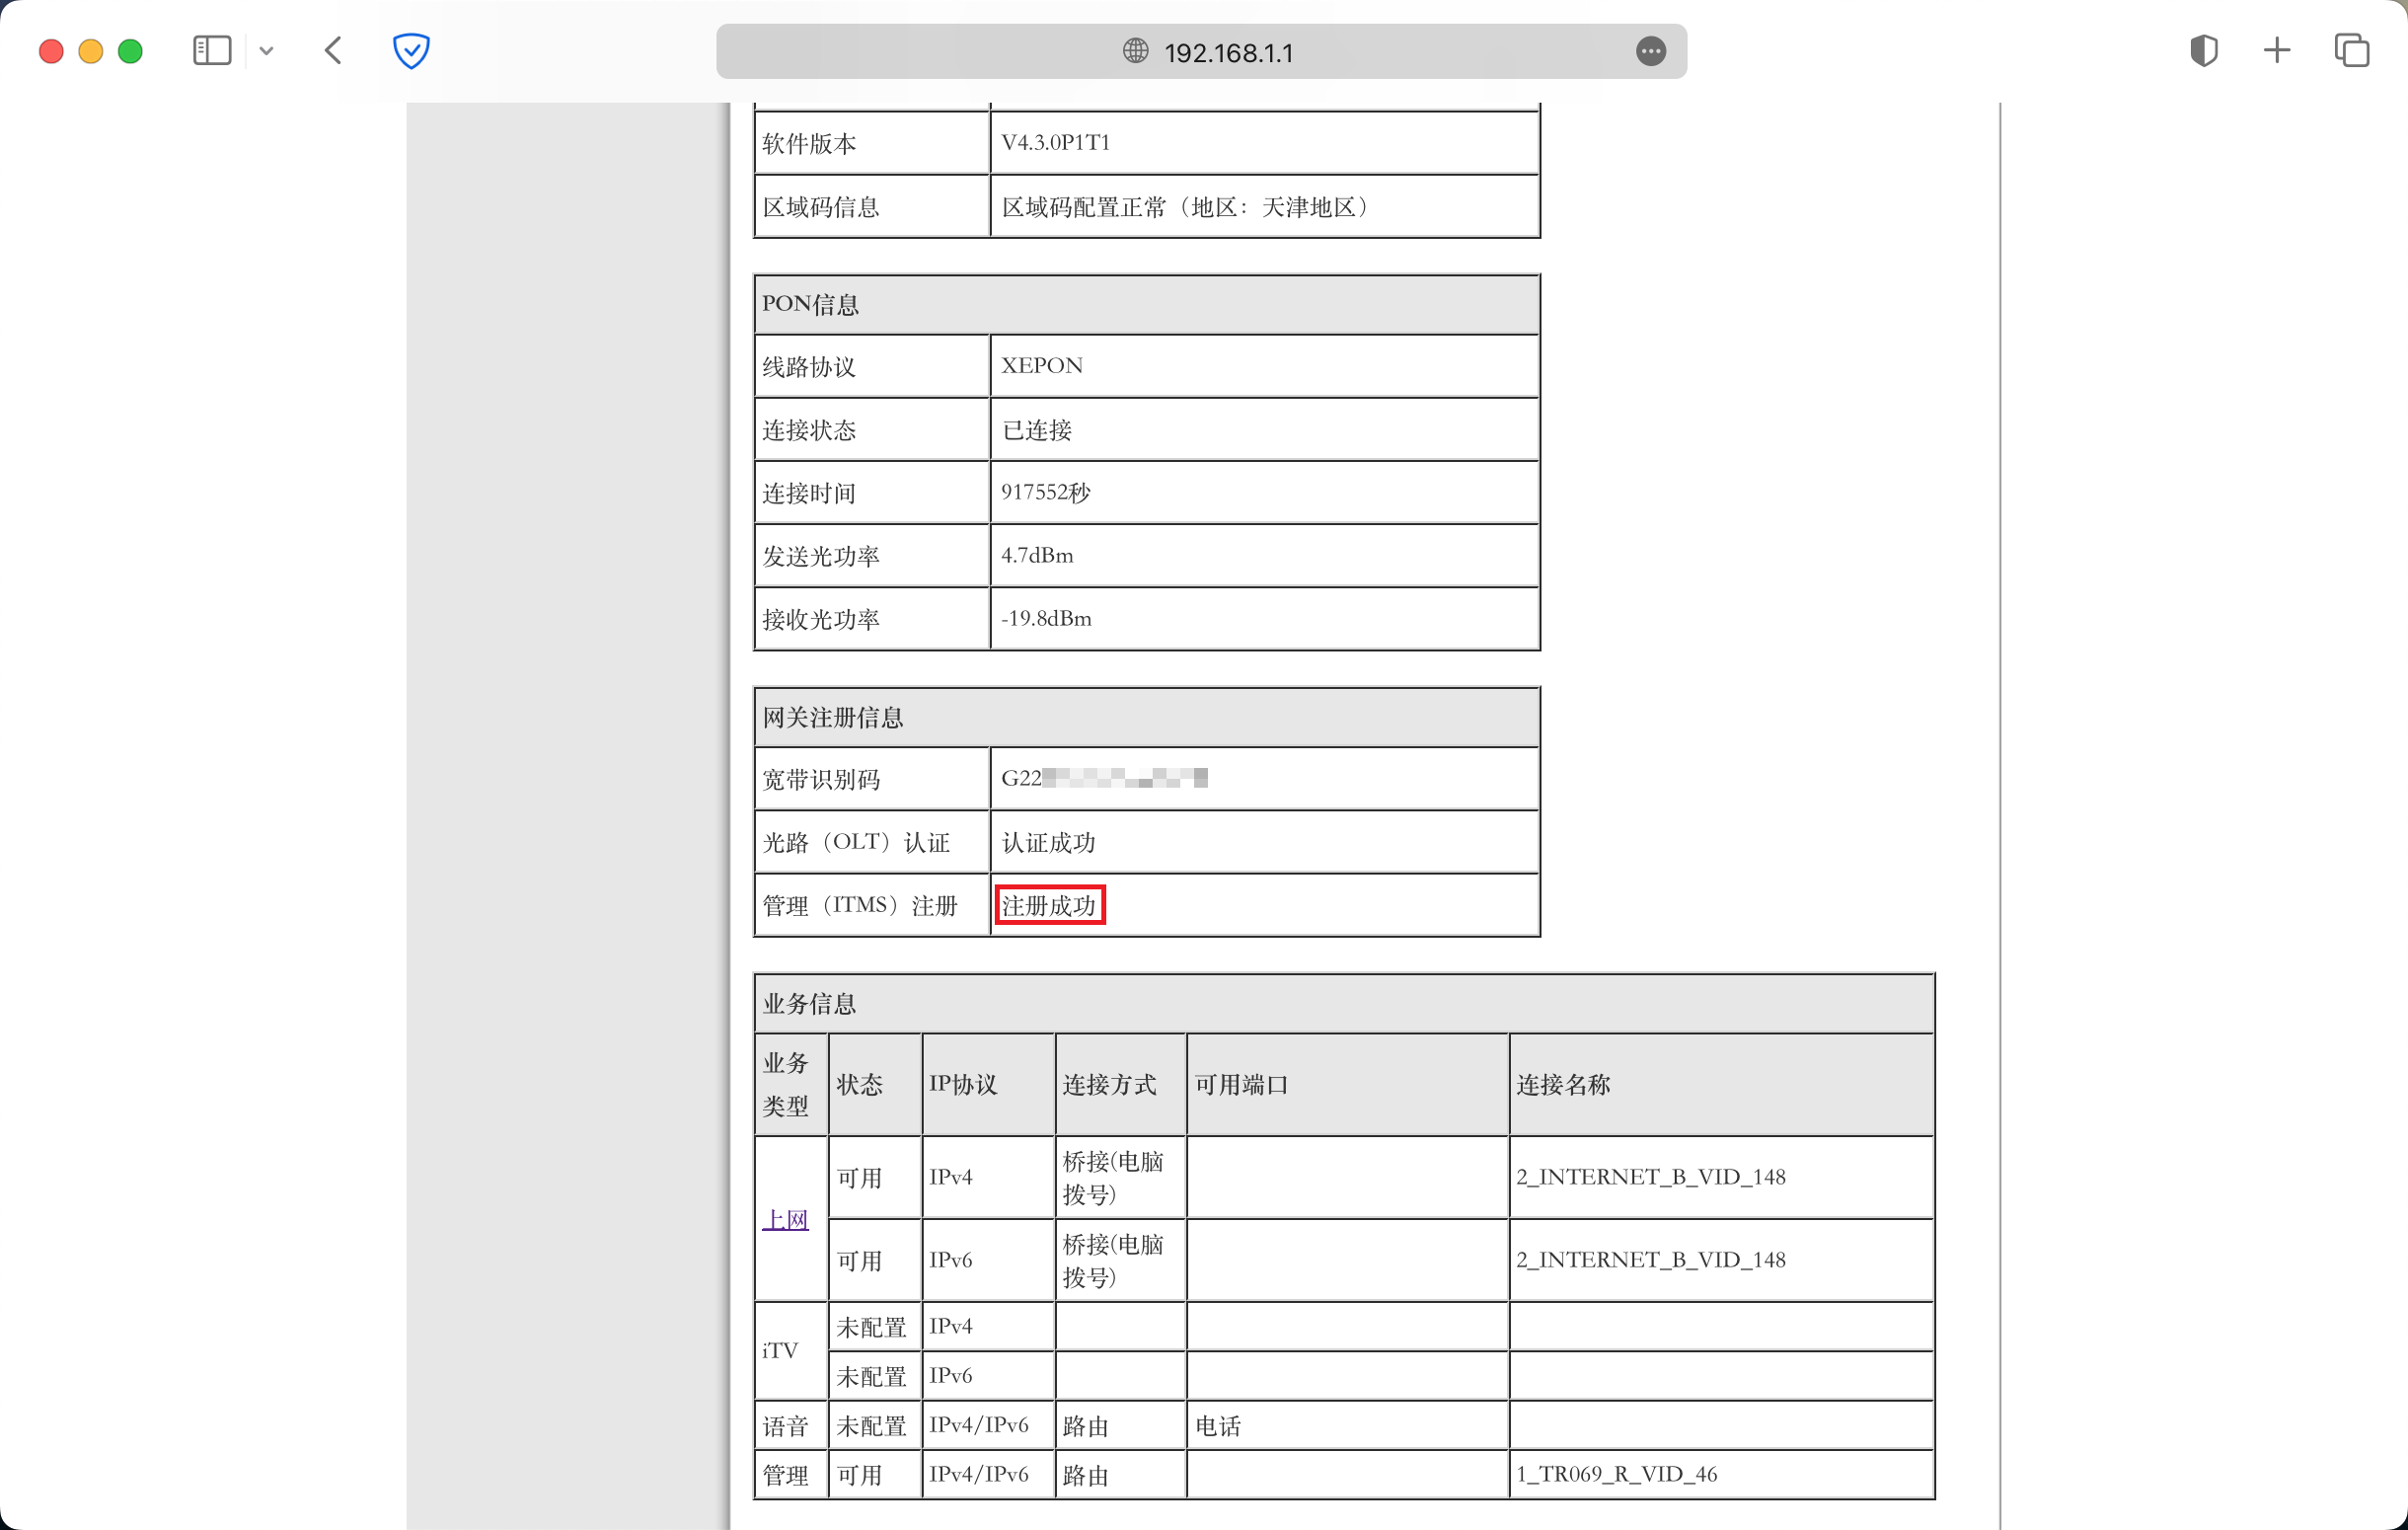 192.168.1.1
软件版本 V4.3.0P1T1
区域码信息 区域码配置正常（地区：天津地区）
PON信息
线路协议 XEPON
连接状态 已连接
连接时间 917552秒
发送光功率 4.7dBm
接收光功率 -19.8dBm
网关注册信息
宽带识别码 G22
光路（OLT）认证 认证成功
管理（ITMS）注册 注册成功
业务信息
业务类型 状态 IP协议 连接方式 可用端口 连接名称
上网 可用 IPv4 桥接(电脑拨号) 2_INTERNET_B_VID_148
可用 IPv6 桥接(电脑拨号) 2_INTERNET_B_VID_148
iTV 未配置 IPv4
未配置 IPv6
语音 未配置 IPv4/IPv6 路由 电话
管理 可用 IPv4/IPv6 路由 1_TR069_R_VID_46